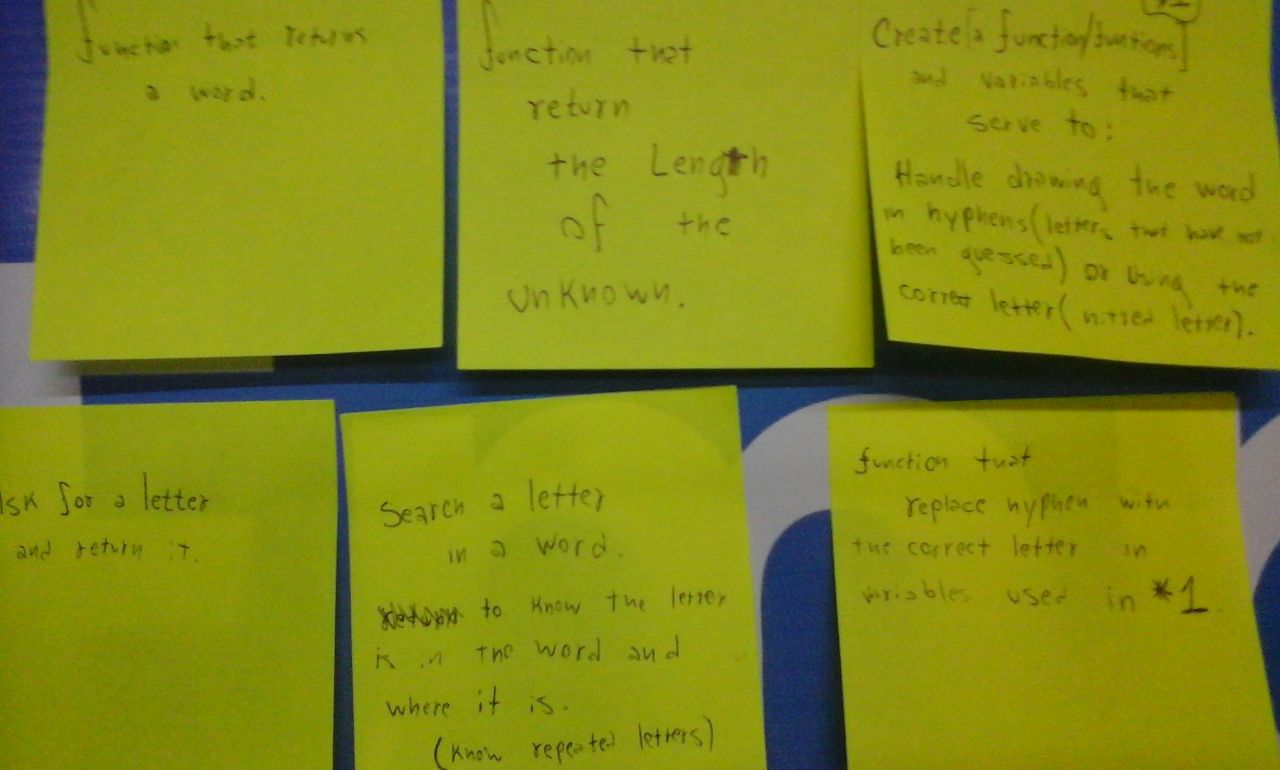 function that returns
a word.
function that
return
the Length
of the
unknown.
*1
Create[a function/funtions]
and variables that
serve to:
Handle drawing the word
in hyphens (letters that have not
been guessed) or using the
correct letter( hitted letter).
Ask for a letter
and return it.
Search a letter
in a word.
to know the letter
is in the word and
where it is.
(know repeated letters)
function that
replace hyphen with
the correct letter in
variables used in *1